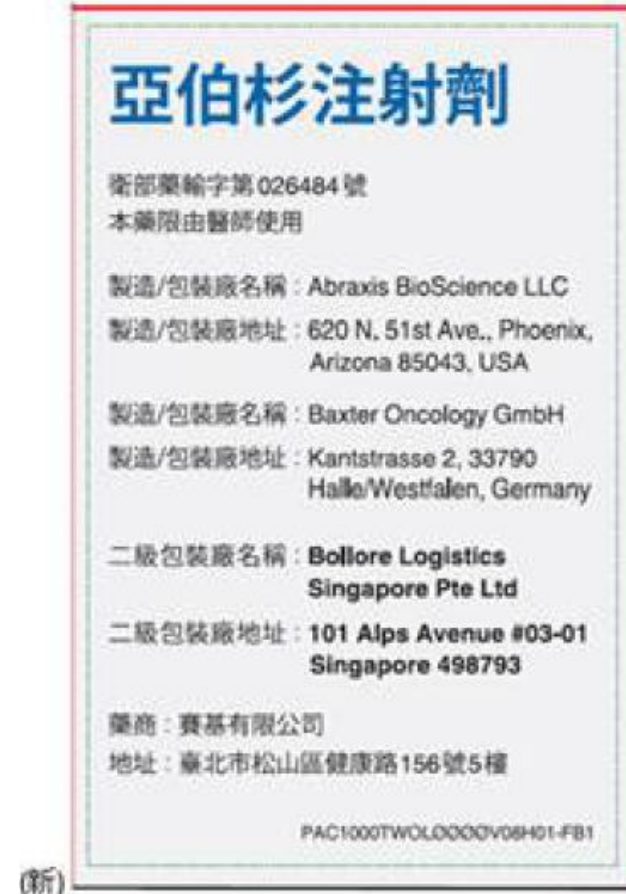 亞伯杉注射劑
衛部藥輸字第026484號
本藥限由醫師使用
製造/包裝廠名稱：Abraxis BioScience LLC
製造/包裝廠地址：620 N. 51st Ave., Phoenix,
Arizona 85043, USA
製造/包裝廠名稱：Baxter Oncology GmbH
製造/包裝廠地址：Kantstrasse 2, 33790
Halle/Westfalen, Germany
二級包裝廠名稱：Bollore Logistics
Singapore Pte Ltd
二級包裝廠地址：101 Alps Avenue #03-01
Singapore 498793
藥商：賽基有限公司
地址：臺北市松山區健康路156號5樓
PAC1000TWOLØØØØV08H01-FB1
(新)